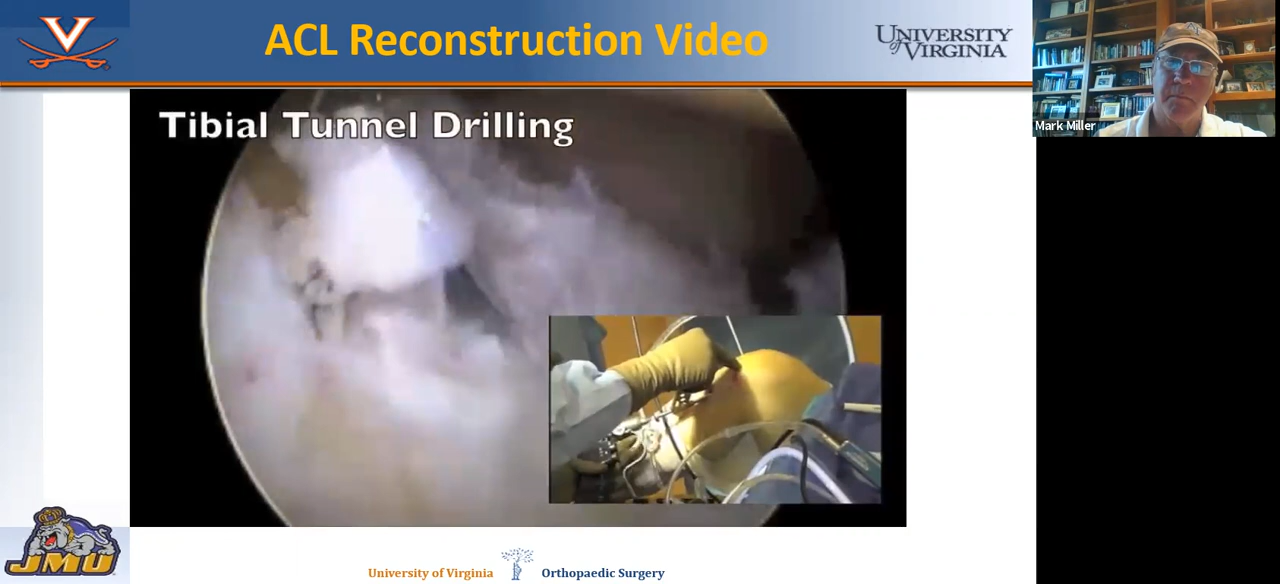 V
ACL Reconstruction Video
UNIVERSITY
of VIRGINIA
Mark Miller
Tibial Tunnel Drilling
JMU
University of Virginia Orthopaedic Surgery